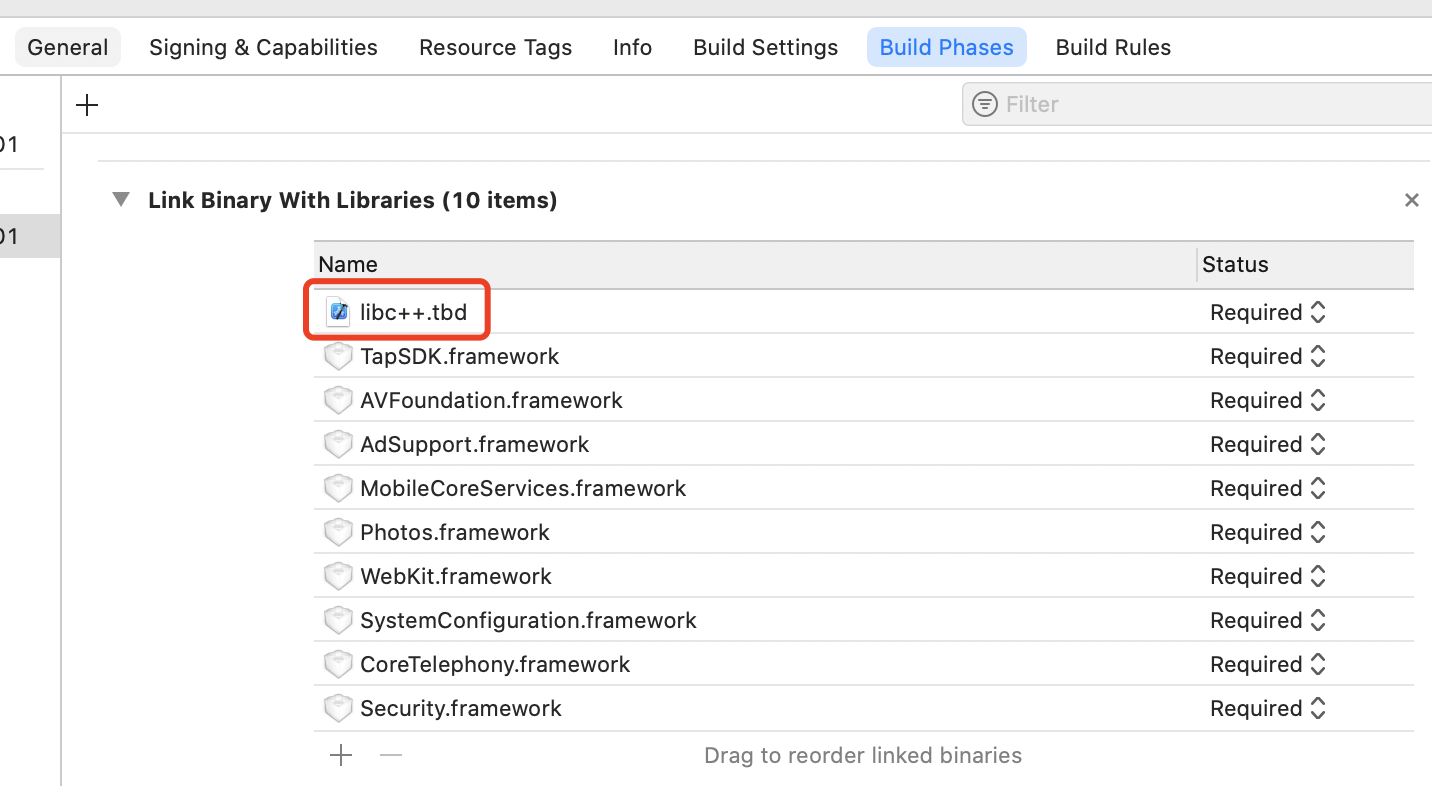 General Signing & Capabilities Resource Tags Info Build Settings Build Phases Build Rules
Filter
01
Link Binary With Libraries (10 items)
01
Name Status
libc++.tbd Required
TapSDK.framework Required
AVFoundation.framework Required
AdSupport.framework Required
MobileCoreServices.framework Required
Photos.framework Required
WebKit.framework Required
SystemConfiguration.framework Required
CoreTelephony.framework Required
Security.framework Required
Drag to reorder linked binaries